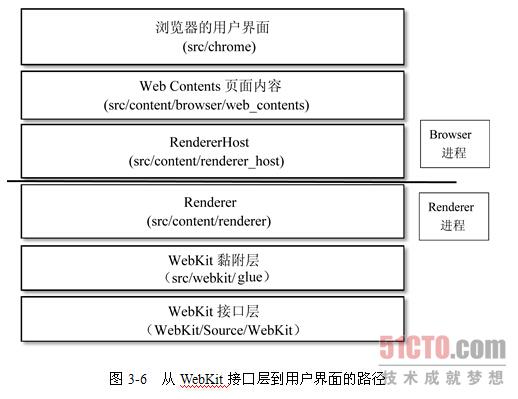 浏览器的用户界面
(src/chrome)
Web Contents 页面内容
(src/content/browser/web_contents)
RendererHost
(src/content/renderer_host)
Browser
进程
Renderer
(src/content/renderer)
Renderer
进程
WebKit 黏附层
（src/webkit/glue）
WebKit 接口层
（WebKit/Source/WebKit）
51CTO.com
技术成就梦想
图 3-6 从 WebKit 接口层到用户界面的路径